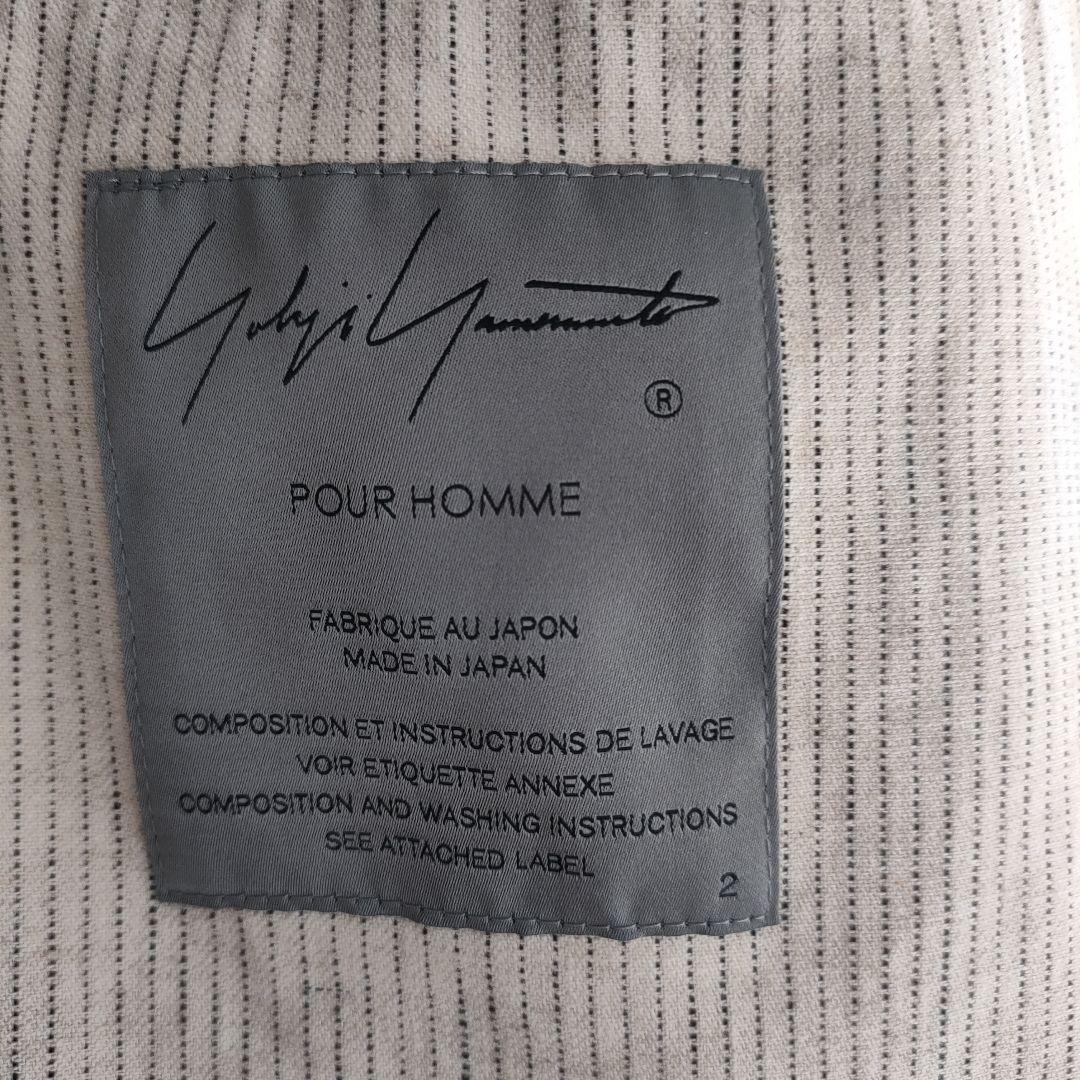 Yohji Yamamoto
®
POUR HOMME
FABRIQUE AU JAPON
MADE IN JAPAN
COMPOSITION ET INSTRUCTIONS DE LAVAGE
VOIR ETIQUETTE ANNEXE
COMPOSITION AND WASHING INSTRUCTIONS
SEE ATTACHED LABEL
2